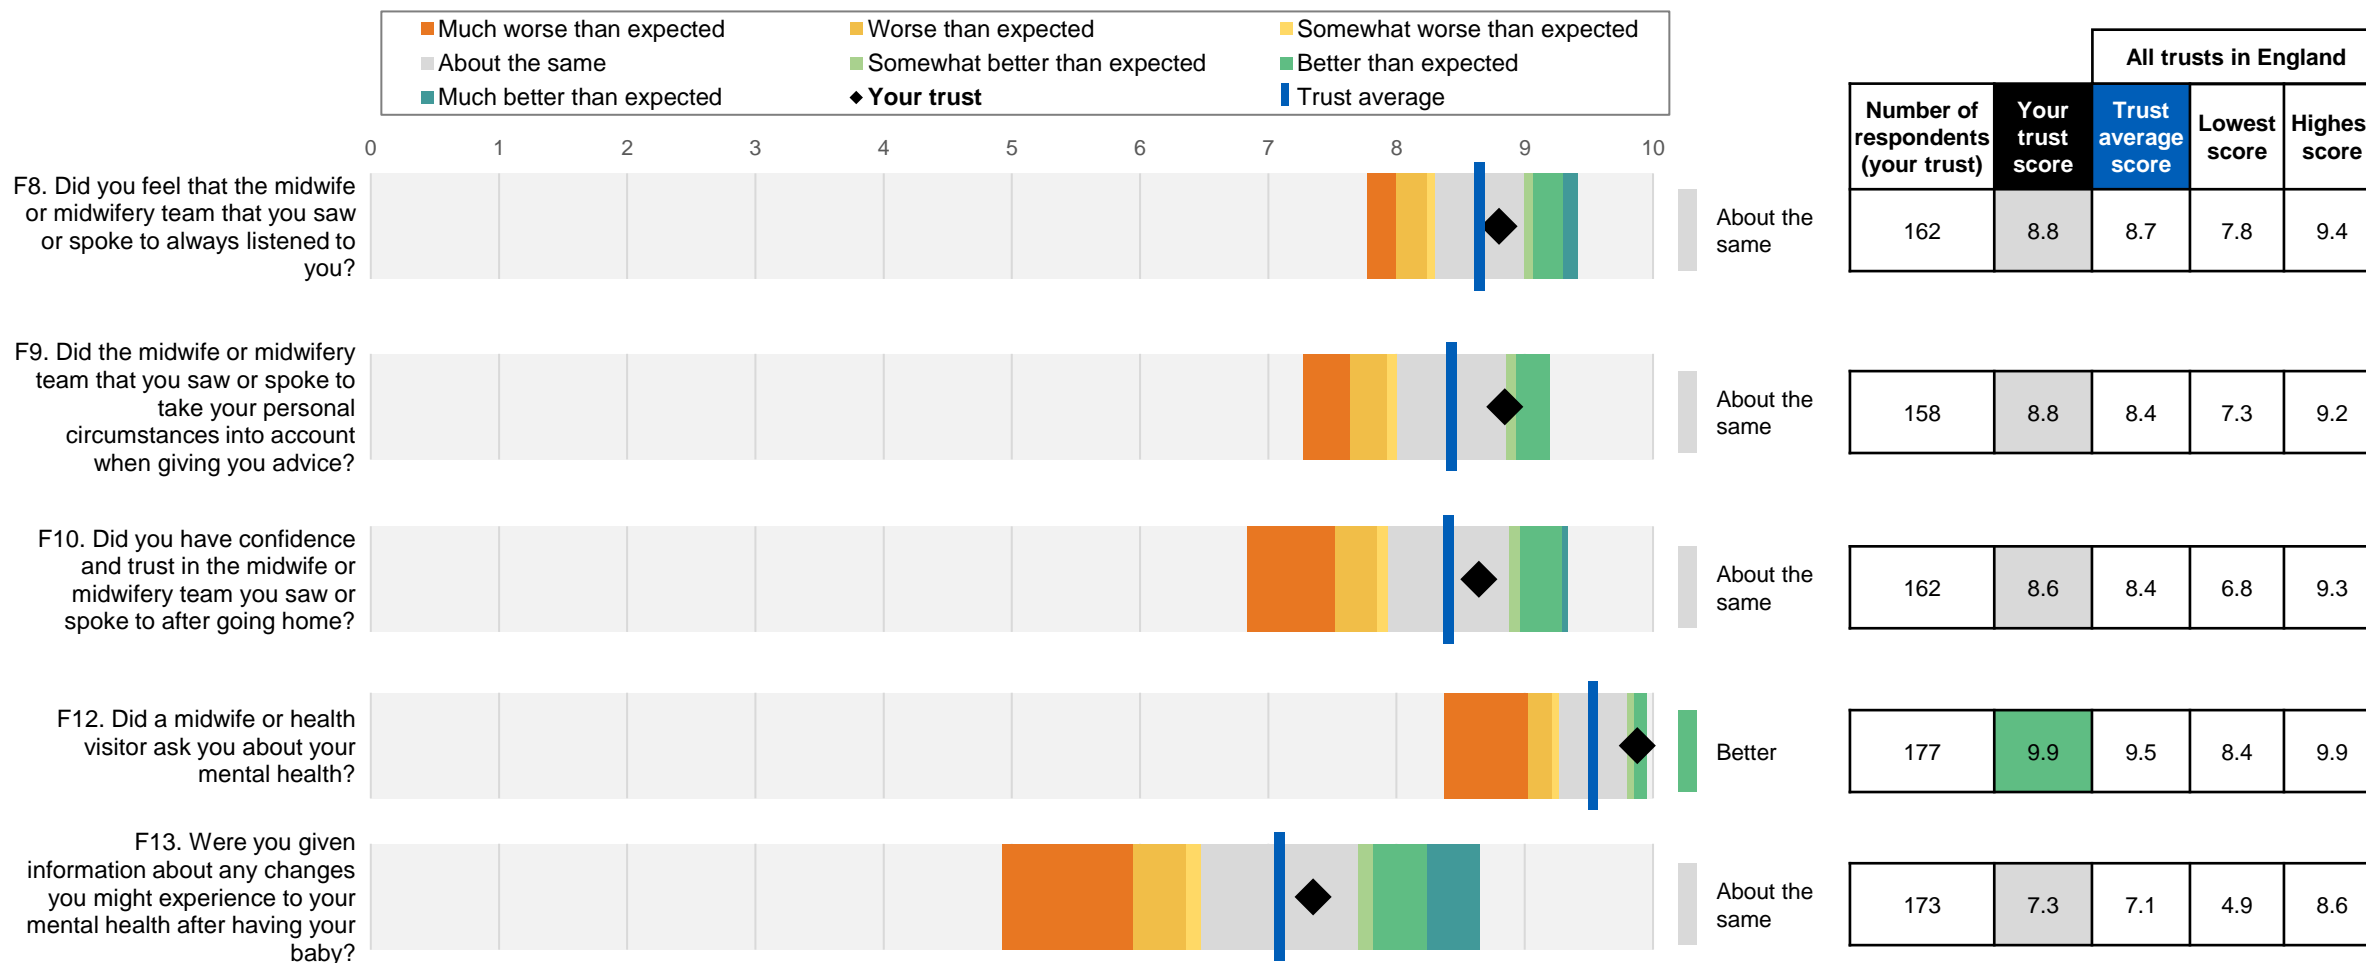 Much worse than expected
Worse than expected
Somewhat worse than expected
About the same
Somewhat better than expected
Better than expected
Much better than expected
Your trust
Trust average
All trusts in England
Number of
respondents
(your trust)
Your
trust
score
Trust
average
score
Lowest
score
Highes
score
0 1 2 3 4 5 6 7 8 9 10
F8. Did you feel that the midwife
or midwifery team that you saw
or spoke to always listened to
you?
About the
same
162 8.8 8.7 7.8 9.4
F9. Did the midwife or midwifery
team that you saw or spoke to
take your personal
circumstances into account
when giving you advice?
About the
same
158 8.8 8.4 7.3 9.2
F10. Did you have confidence
and trust in the midwife or
midwifery team you saw or
spoke to after going home?
About the
same
162 8.6 8.4 6.8 9.3
F12. Did a midwife or health
visitor ask you about your
mental health?
Better
177 9.9 9.5 8.4 9.9
F13. Were you given
information about any changes
you might experience to your
mental health after having your
baby?
About the
same
173 7.3 7.1 4.9 8.6